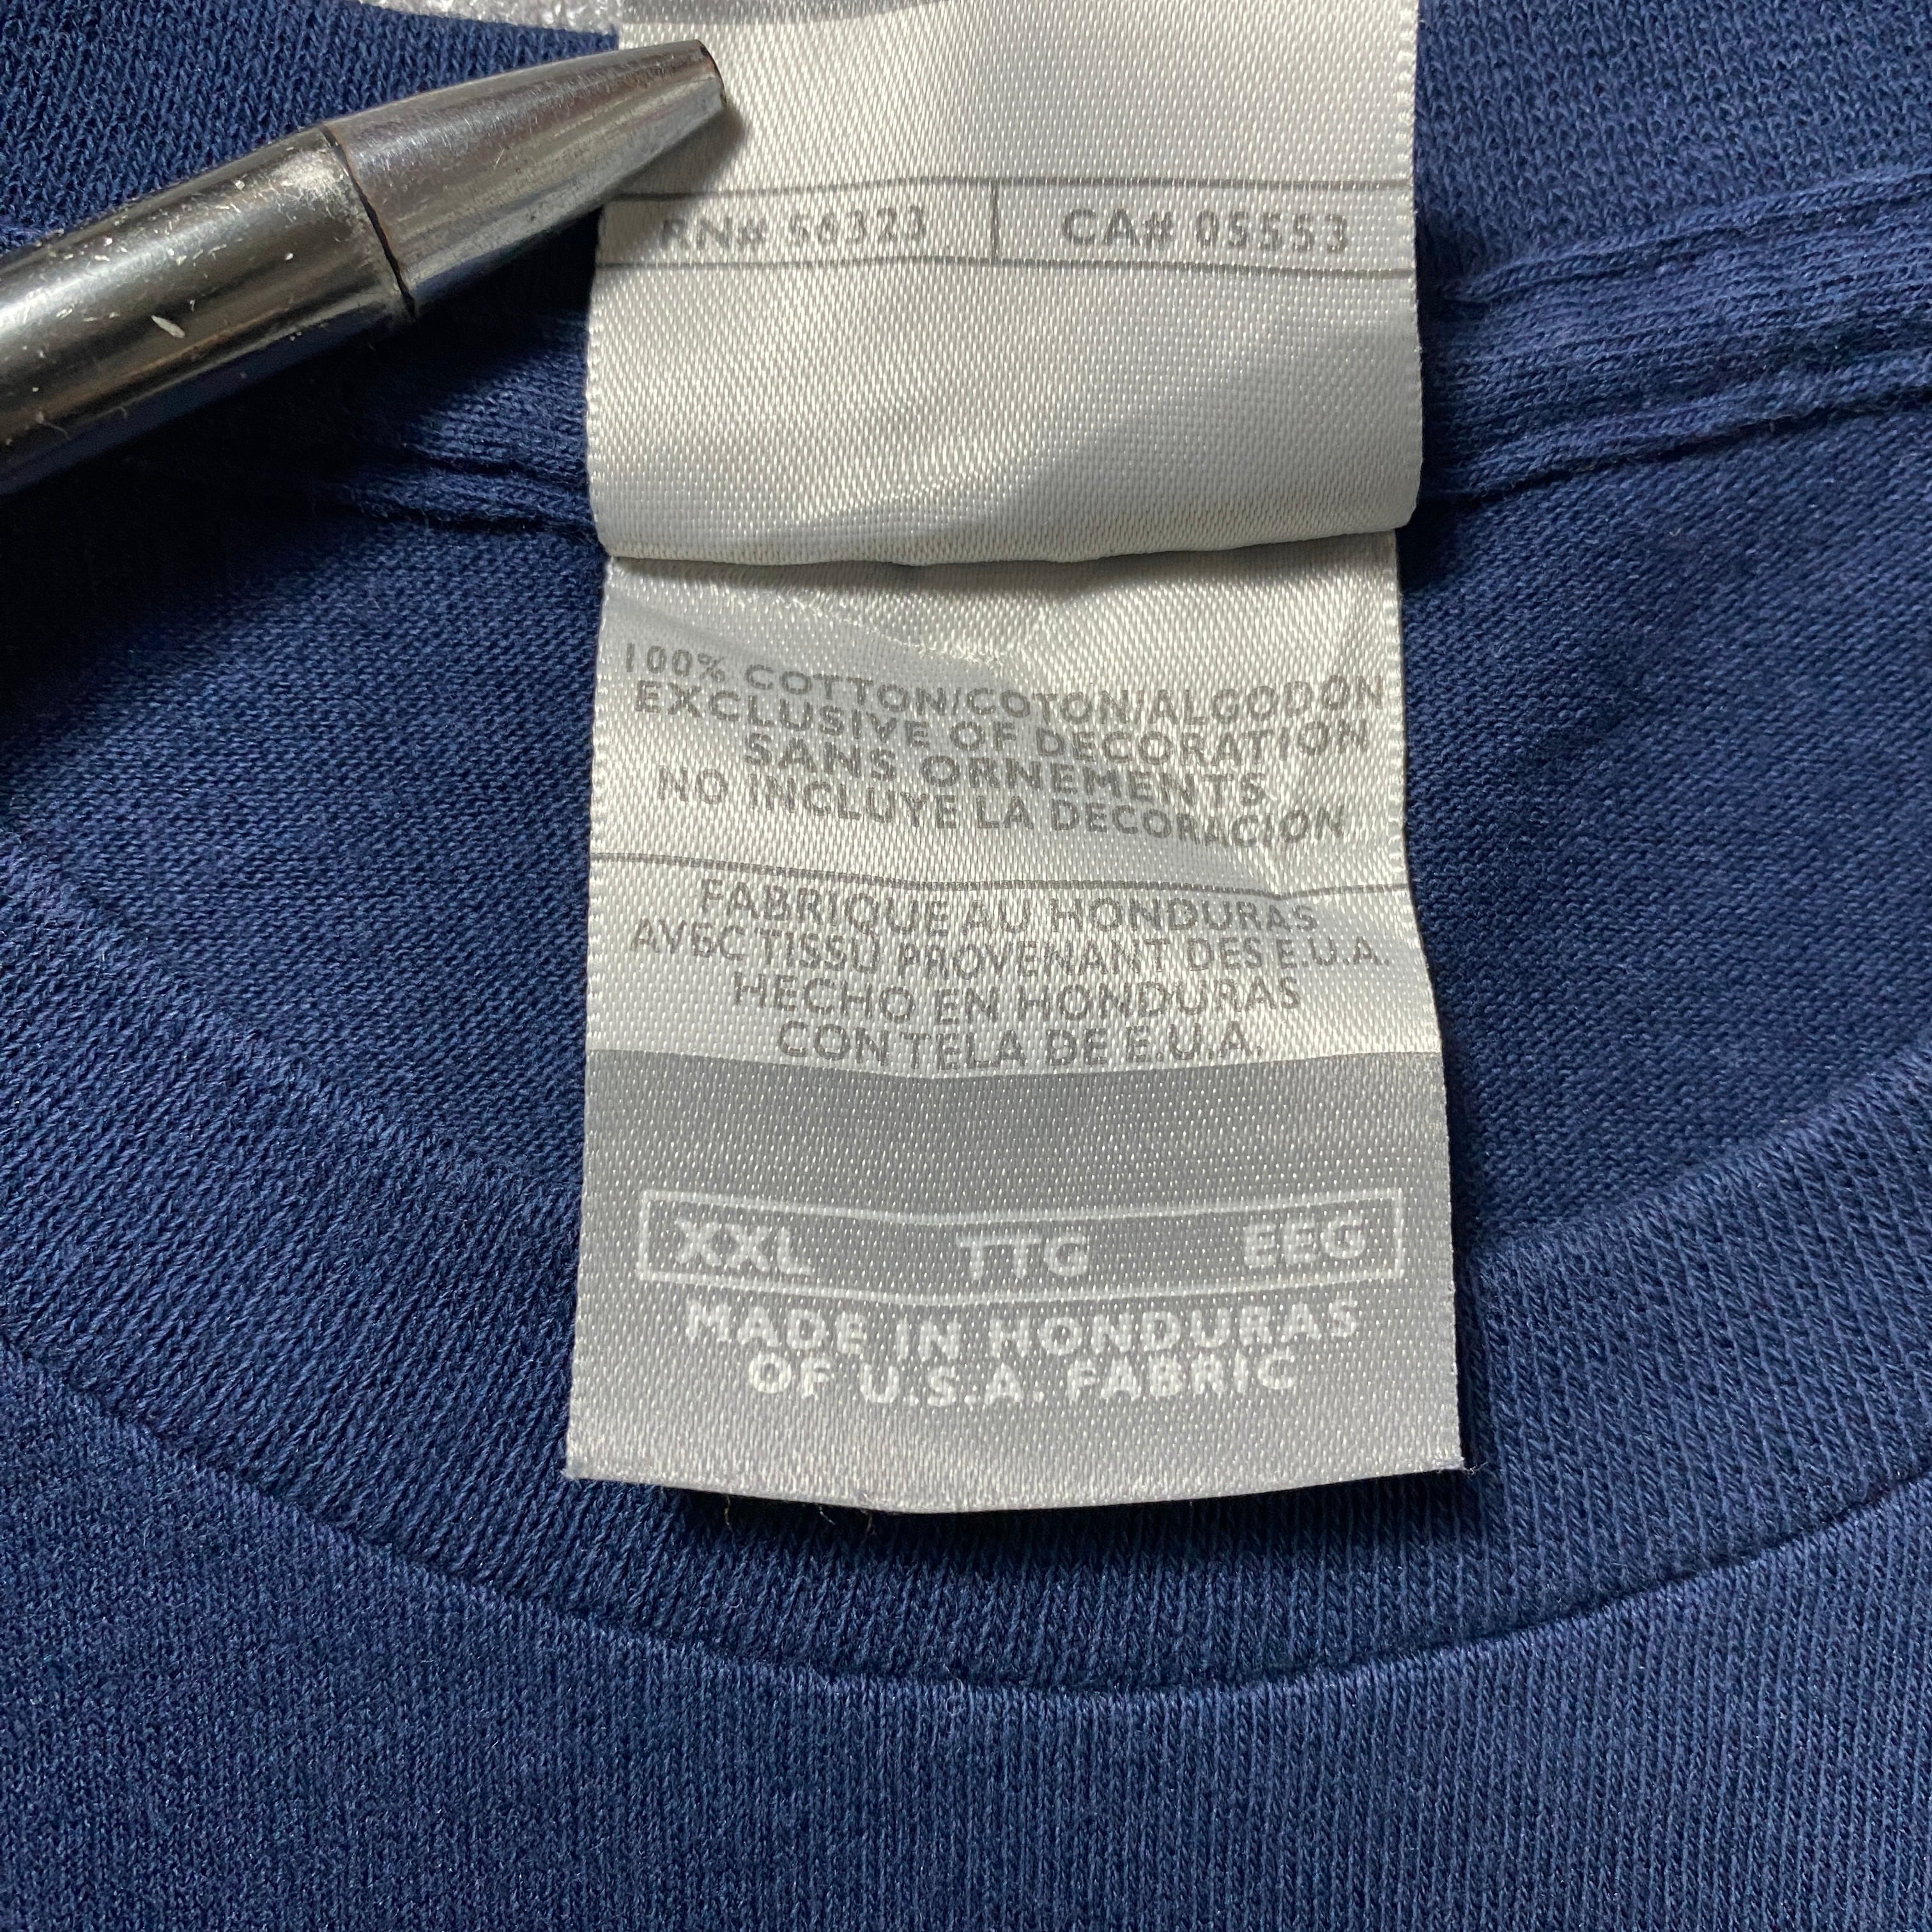 RN# 56323 | CA# 05553
100% COTTON/COTON/ALGODON
EXCLUSIVE OF DECORATION
SANS ORNEMENTS
NO INCLUYE LA DECORACION
FABRIQUE AU HONDURAS
AVEC TISSU PROVENANT DES E.U.A.
HECHO EN HONDURAS
CON TELA DE E.U.A.
XXL TTG EEG
MADE IN HONDURAS
OF U.S.A. FABRIC